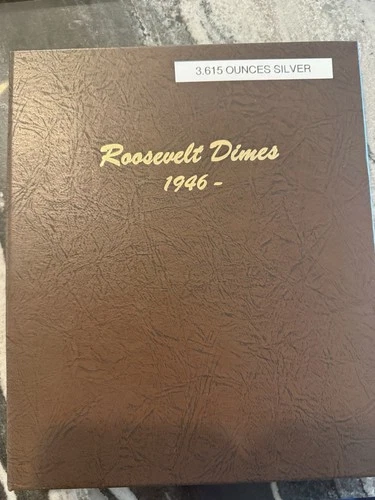 3.615 OUNCES SILVER
Roosevelt Dimes
1946 -